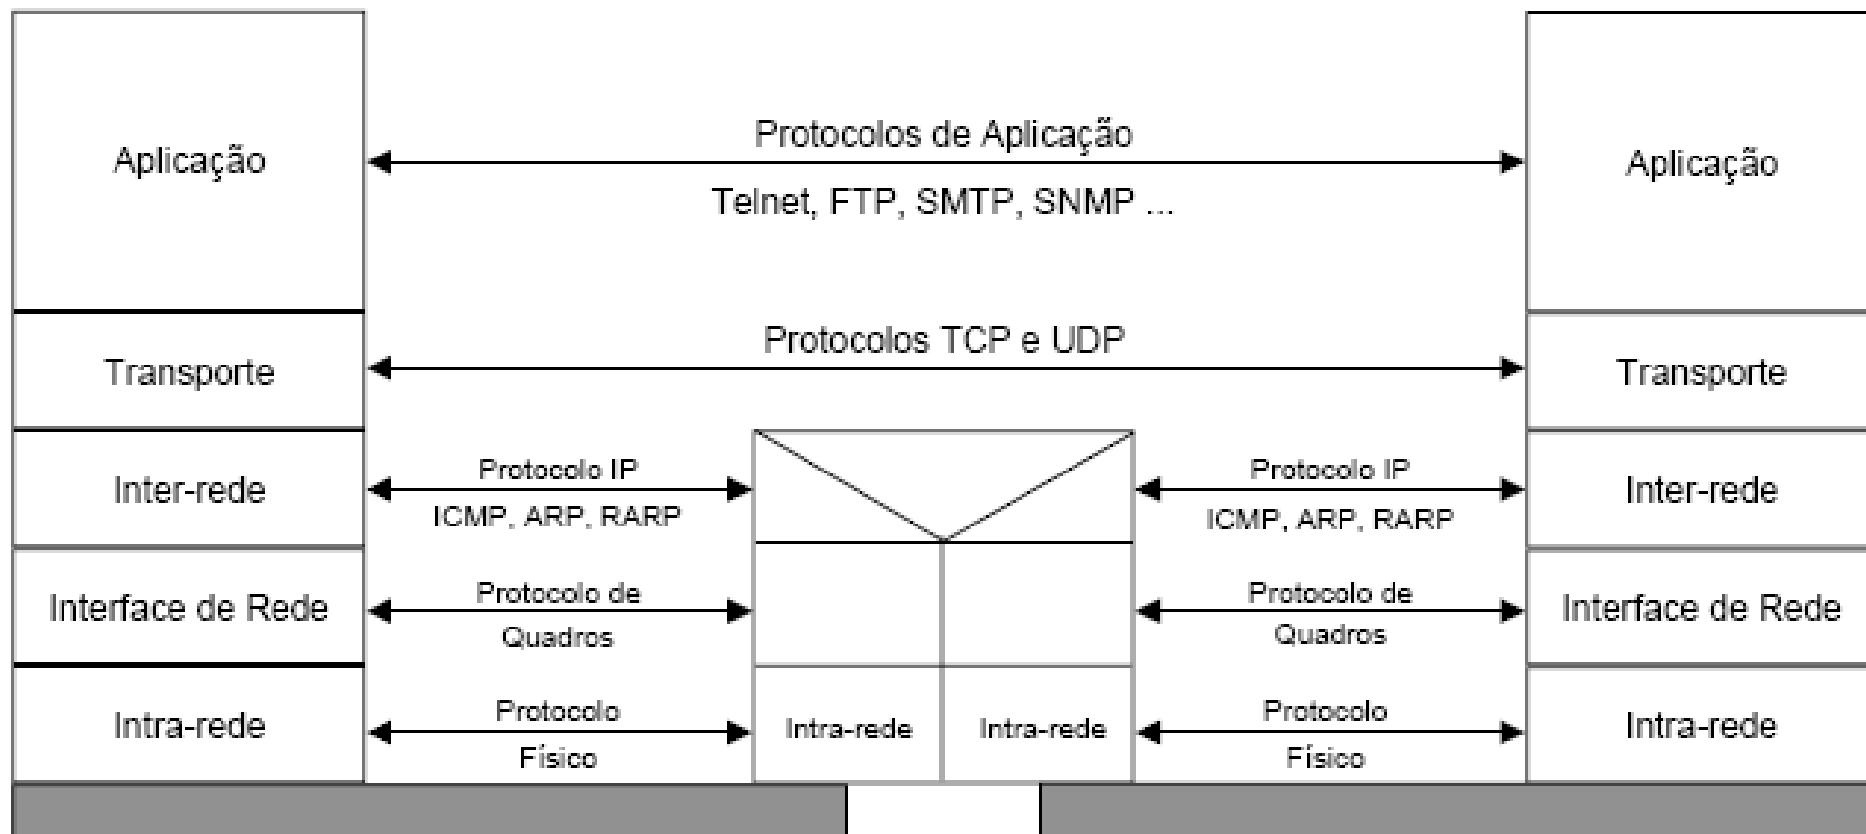 Protocolos de Aplicação
Aplicação
Aplicação
Telnet, FTP, SMTP, SNMP ...
Protocolos TCP e UDP
Transporte
Transporte
Protocolo IP
Protocolo IP
Inter-rede
Inter-rede
ICMP, ARP, RARP
ICMP, ARP, RARP
Protocolo de
Protocolo de
Interface de Rede
Interface de Rede
Quadros
Quadros
Protocolo
Protocolo
Intra-rede
Intra-rede
Intra-rede
Intra-rede
Físico
Físico